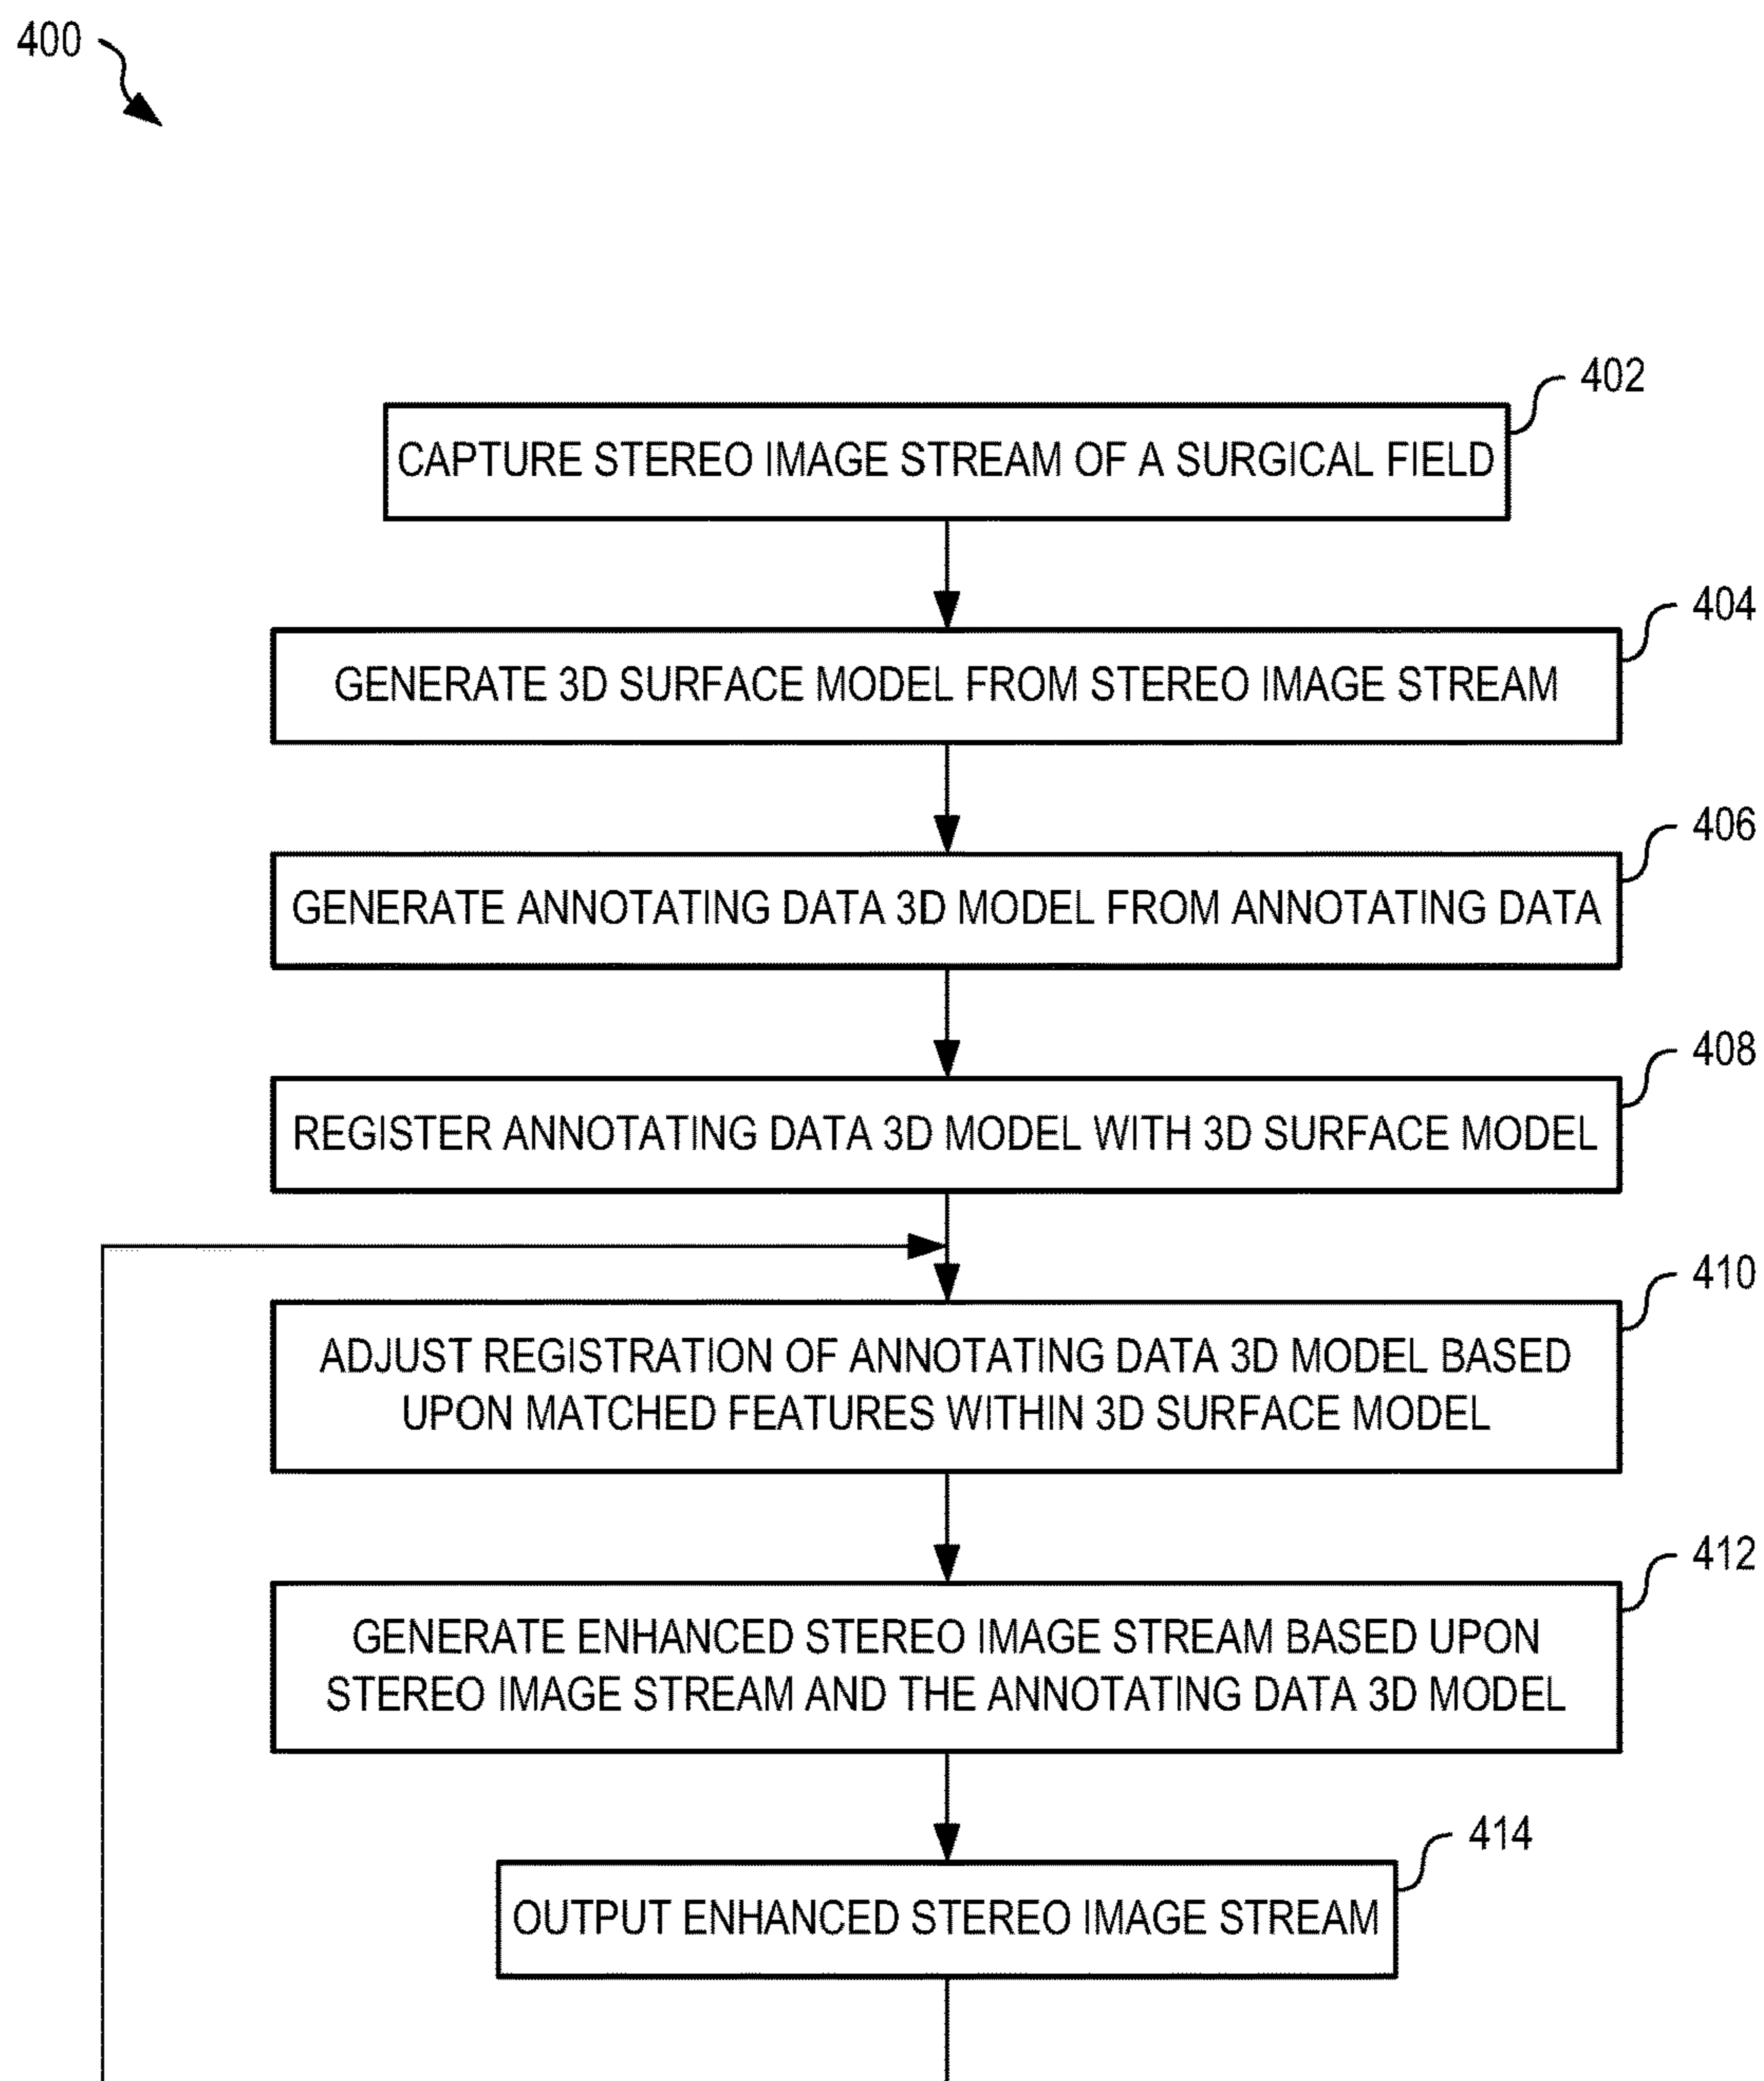 400
402
CAPTURE STEREO IMAGE STREAM OF A SURGICAL FIELD
404
GENERATE 3D SURFACE MODEL FROM STEREO IMAGE STREAM
406
GENERATE ANNOTATING DATA 3D MODEL FROM ANNOTATING DATA
408
REGISTER ANNOTATING DATA 3D MODEL WITH 3D SURFACE MODEL
410
ADJUST REGISTRATION OF ANNOTATING DATA 3D MODEL BASED
UPON MATCHED FEATURES WITHIN 3D SURFACE MODEL
412
GENERATE ENHANCED STEREO IMAGE STREAM BASED UPON
STEREO IMAGE STREAM AND THE ANNOTATING DATA 3D MODEL
414
OUTPUT ENHANCED STEREO IMAGE STREAM